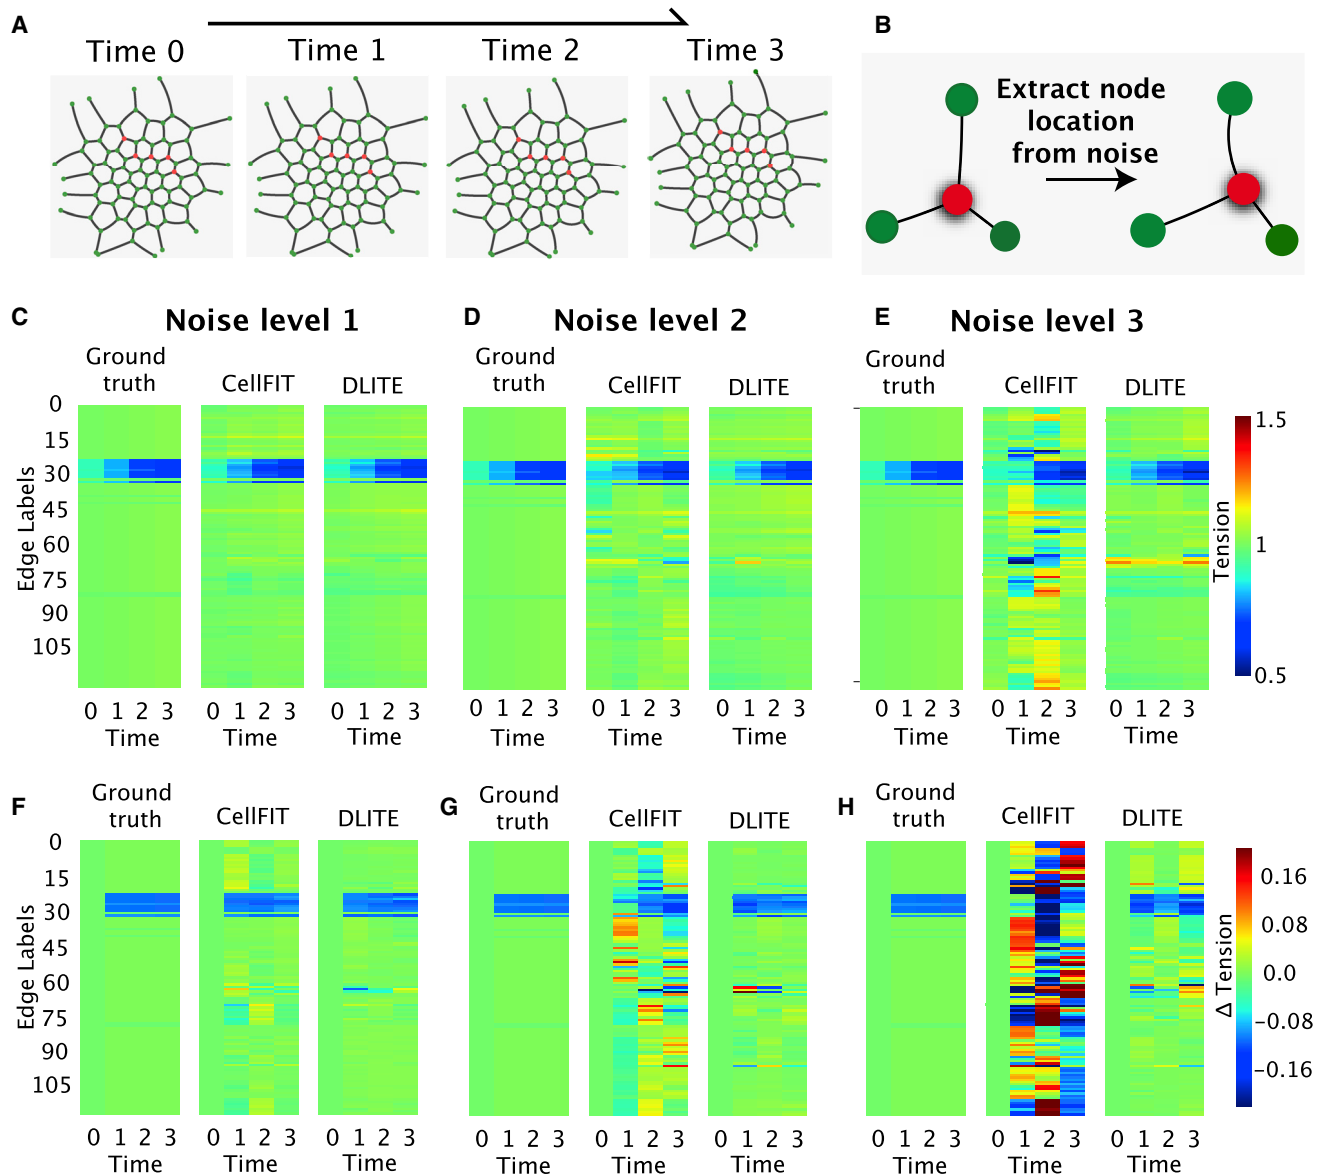 A
Time 0
Time 1
Time 2
Time 3
B
Extract node
location
from noise
C
Noise level 1
Ground
truth
CellFIT
DLITE
Edge Labels
0
15
30
45
60
75
90
105
0 1 2 3
Time
0 1 2 3
Time
0 1 2 3
Time
D
Noise level 2
Ground
truth
CellFIT
DLITE
0 1 2 3
Time
0 1 2 3
Time
0 1 2 3
Time
E
Noise level 3
Ground
truth
CellFIT
DLITE
0 1 2 3
Time
0 1 2 3
Time
0 1 2 3
Time
1.5
1
0.5
Tension
F
Ground
truth
CellFIT
DLITE
Edge Labels
0
15
30
45
60
75
90
105
0 1 2 3
Time
0 1 2 3
Time
0 1 2 3
Time
G
Ground
truth
CellFIT
DLITE
0 1 2 3
Time
0 1 2 3
Time
0 1 2 3
Time
H
Ground
truth
CellFIT
DLITE
0 1 2 3
Time
0 1 2 3
Time
0 1 2 3
Time
0.16
0.08
0.0
−0.08
−0.16
Δ Tension